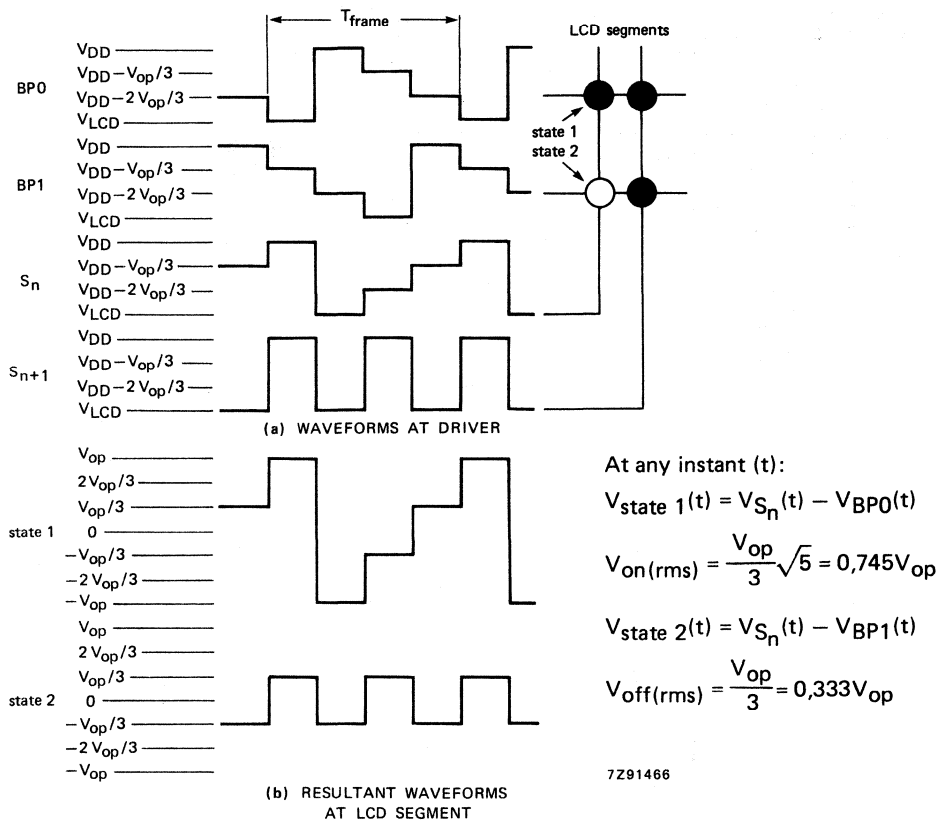 T_frame
LCD segments
BP0
V_DD
V_DD−V_op/3
V_DD−2V_op/3
V_LCD
state 1
state 2
BP1
V_DD
V_DD−V_op/3
V_DD−2V_op/3
V_LCD
S_n
V_DD
V_DD−V_op/3
V_DD−2V_op/3
V_LCD
S_n+1
V_DD
V_DD−V_op/3
V_DD−2V_op/3
V_LCD
(a) WAVEFORMS AT DRIVER
state 1
V_op
2V_op/3
V_op/3
0
−V_op/3
−2V_op/3
−V_op
state 2
V_op
2V_op/3
V_op/3
0
−V_op/3
−2V_op/3
−V_op
(b) RESULTANT WAVEFORMS
AT LCD SEGMENT
At any instant (t):
V_state 1(t) = V_Sn(t) − V_BP0(t)
V_on(rms) = V_op/3 √5 = 0,745V_op
V_state 2(t) = V_Sn(t) − V_BP1(t)
V_off(rms) = V_op/3 = 0,333V_op
7Z91466